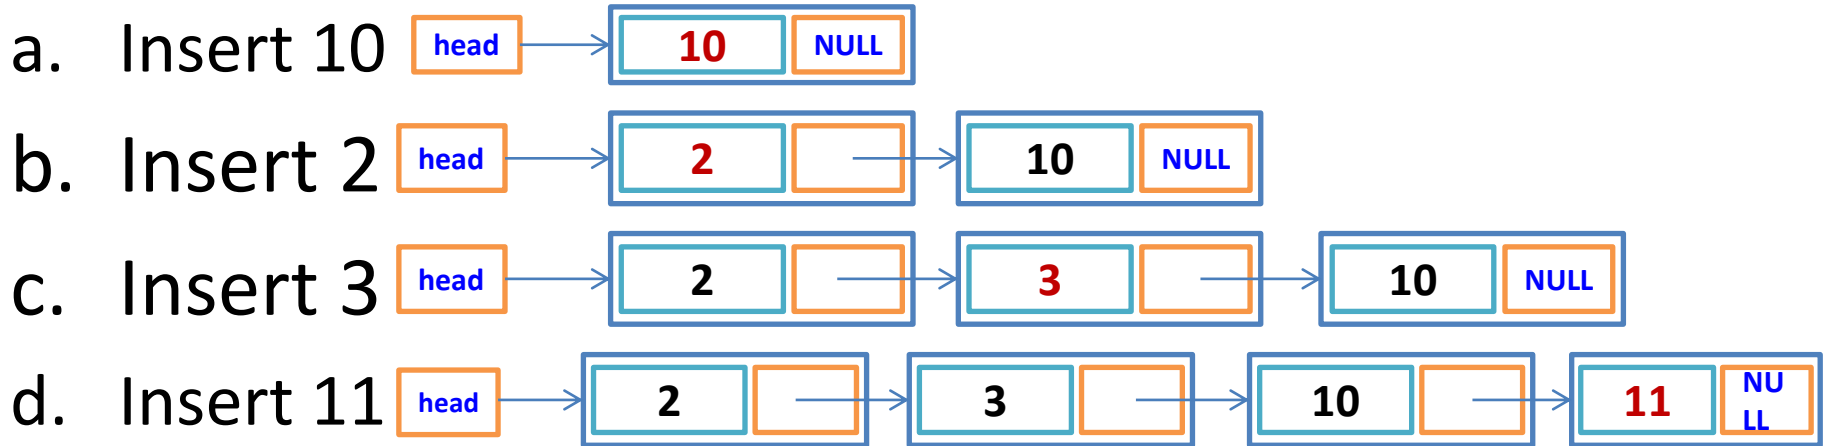 a. Insert 10 head 10 NULL
b. Insert 2 head 2 10 NULL
c. Insert 3 head 2 3 10 NULL
d. Insert 11 head 2 3 10 11 NU
LL